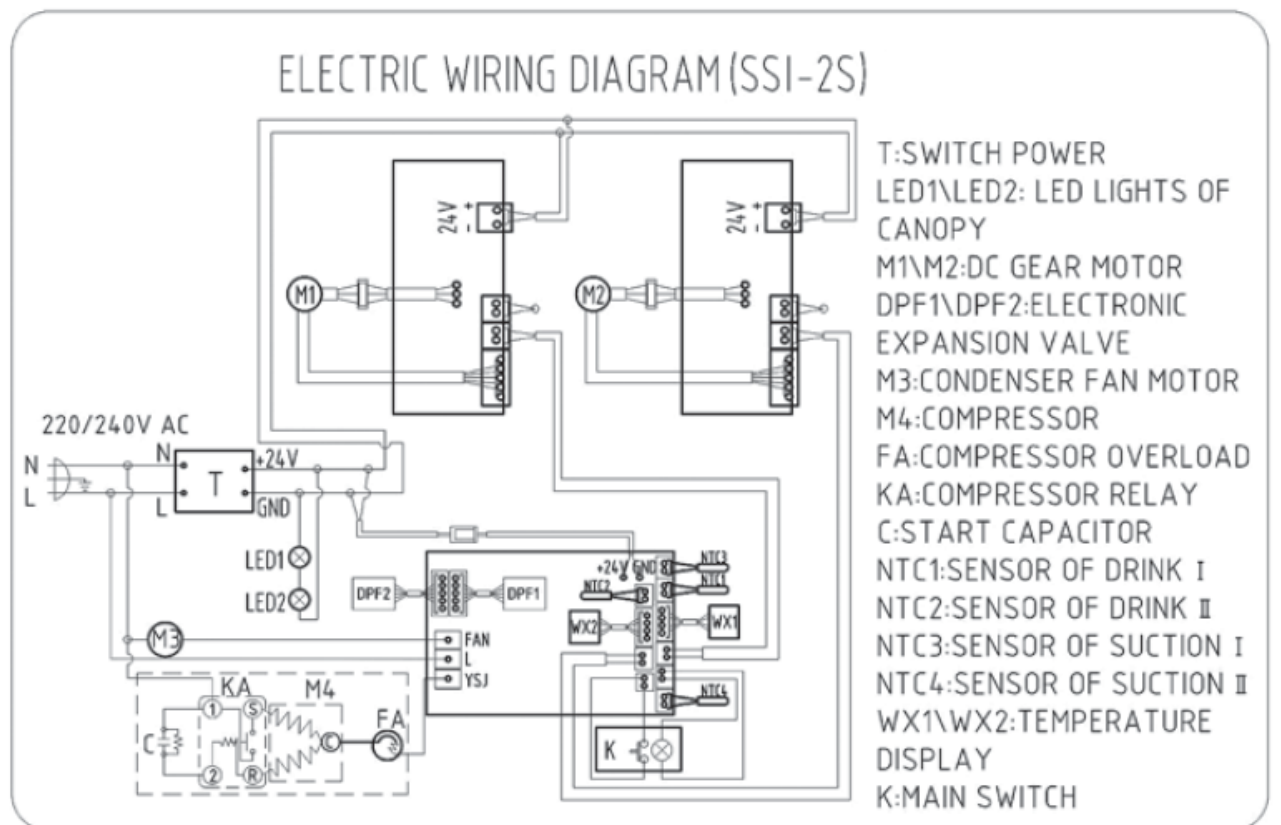 ELECTRIC WIRING DIAGRAM(SSI-2S)
T:SWITCH POWER
LED1\LED2: LED LIGHTS OF
CANOPY
M1\M2:DC GEAR MOTOR
DPF1\DPF2:ELECTRONIC
EXPANSION VALVE
M3:CONDENSER FAN MOTOR
M4:COMPRESSOR
FA:COMPRESSOR OVERLOAD
KA:COMPRESSOR RELAY
C:START CAPACITOR
NTC1:SENSOR OF DRINK I
NTC2:SENSOR OF DRINK II
NTC3:SENSOR OF SUCTION I
NTC4:SENSOR OF SUCTION II
WX1\WX2:TEMPERATURE
DISPLAY
K:MAIN SWITCH
24V + -
24V + -
M1
M2
220/240V AC
N
L
N
L
T
+24V
GND
LED1
LED2
+24V GND
NTC3
NTC1
NTC2
DPF2
DPF1
WX2
WX1
M3
FAN
L
YSJ
NTC4
KA
M4
FA
C
1
S
C
2
R
K